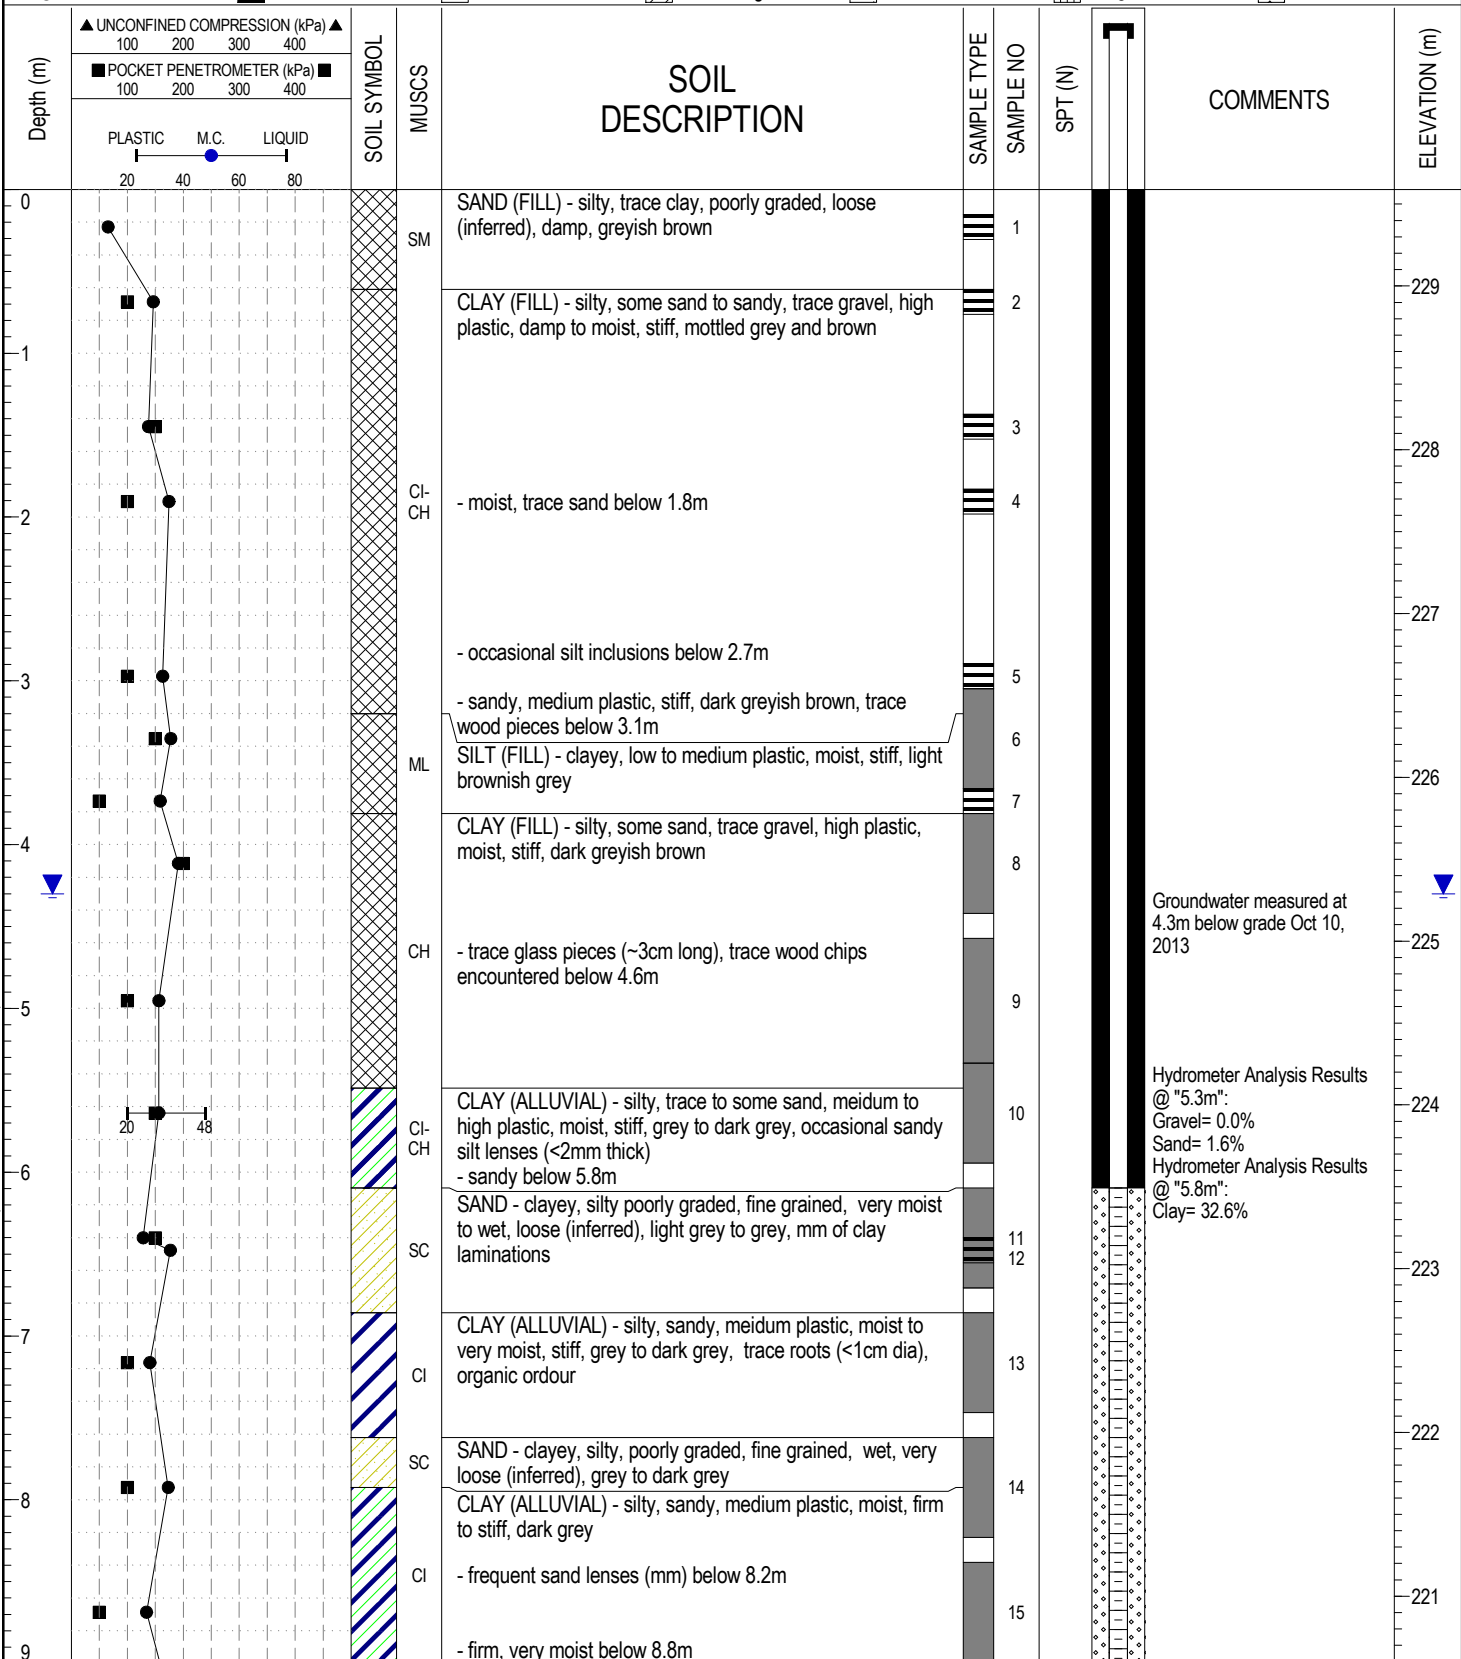 ▲ UNCONFINED COMPRESSION (kPa) ▲
100 200 300 400
■ POCKET PENETROMETER (kPa) ■
100 200 300 400
PLASTIC M.C. LIQUID
20 40 60 80
Depth (m)
SOIL SYMBOL
MUSCS
SOIL
DESCRIPTION
SAMPLE TYPE
SAMPLE NO
SPT (N)
COMMENTS
ELEVATION (m)
0
SAND (FILL) - silty, trace clay, poorly graded, loose
(inferred), damp, greyish brown
SM
1
229
CLAY (FILL) - silty, some sand to sandy, trace gravel, high
plastic, damp to moist, stiff, mottled grey and brown
2
1
3
228
CI-
CH
- moist, trace sand below 1.8m
4
2
227
- occasional silt inclusions below 2.7m
5
3
- sandy, medium plastic, stiff, dark greyish brown, trace
wood pieces below 3.1m
6
SILT (FILL) - clayey, low to medium plastic, moist, stiff, light
brownish grey
ML
226
7
CLAY (FILL) - silty, some sand, trace gravel, high plastic,
moist, stiff, dark greyish brown
4
8
Groundwater measured at
4.3m below grade Oct 10,
2013
225
CH
- trace glass pieces (~3cm long), trace wood chips
encountered below 4.6m
9
5
Hydrometer Analysis Results
@ "5.3m":
Gravel= 0.0%
Sand= 1.6%
Hydrometer Analysis Results
@ "5.8m":
Clay= 32.6%
224
20 48
CI-
CH
CLAY (ALLUVIAL) - silty, trace to some sand, meidum to
high plastic, moist, stiff, grey to dark grey, occasional sandy
silt lenses (<2mm thick)
- sandy below 5.8m
10
6
SAND - clayey, silty poorly graded, fine grained, very moist
to wet, loose (inferred), light grey to grey, mm of clay
laminations
SC
11
12
223
CLAY (ALLUVIAL) - silty, sandy, meidum plastic, moist to
very moist, stiff, grey to dark grey, trace roots (<1cm dia),
organic ordour
7
CI
13
222
SAND - clayey, silty, poorly graded, fine grained, wet, very
loose (inferred), grey to dark grey
SC
14
8
CLAY (ALLUVIAL) - silty, sandy, medium plastic, moist, firm
to stiff, dark grey
CI
- frequent sand lenses (mm) below 8.2m
221
15
- firm, very moist below 8.8m
9